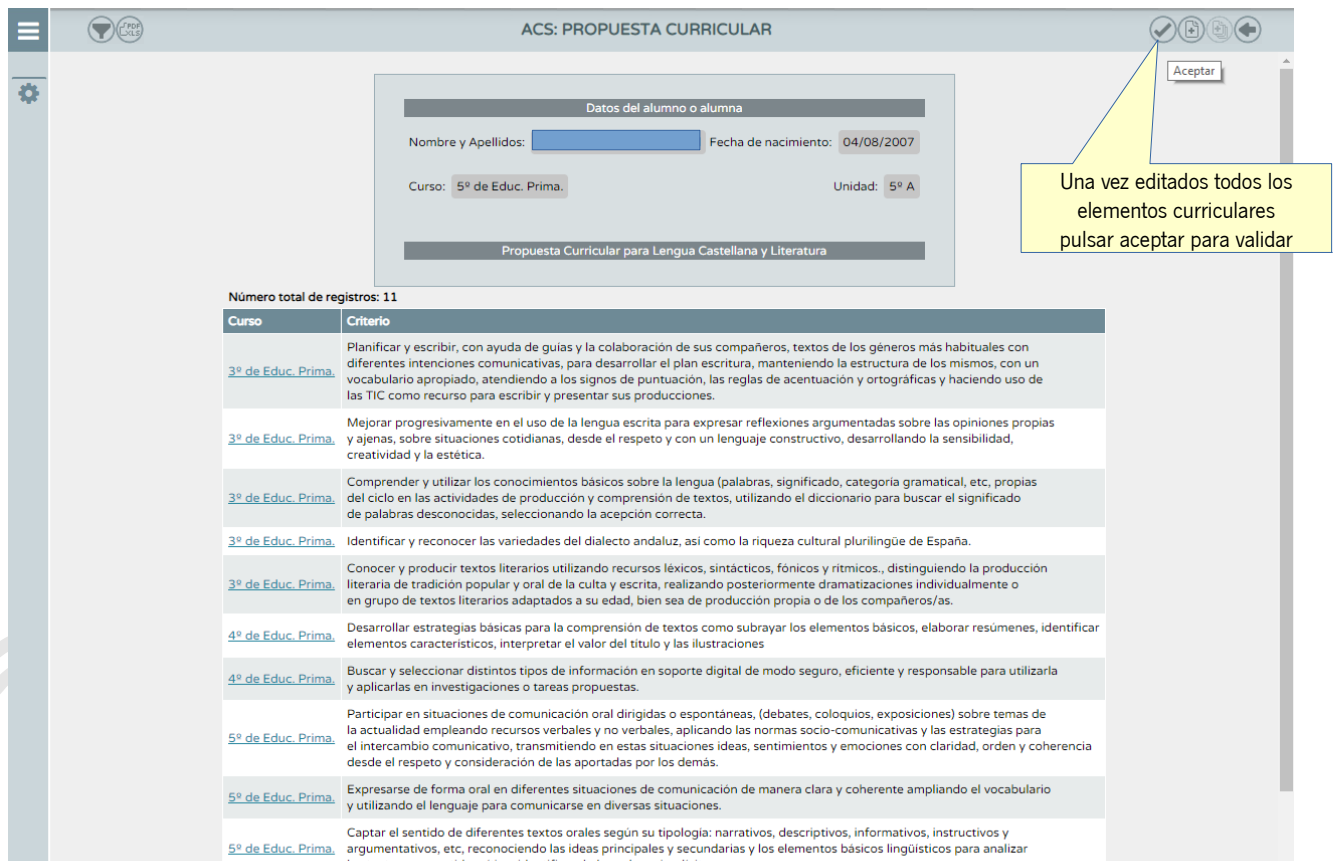 PDF
XLS
ACS: PROPUESTA CURRICULAR
Aceptar
Datos del alumno o alumna
Nombre y Apellidos: Fecha de nacimiento: 04/08/2007
Curso: 5º de Educ. Prima. Unidad: 5º A
Propuesta Curricular para Lengua Castellana y Literatura
Una vez editados todos los
elementos curriculares
pulsar aceptar para validar
Número total de registros: 11
Curso Criterio
3º de Educ. Prima.
Planificar y escribir, con ayuda de guías y la colaboración de sus compañeros, textos de los géneros más habituales con
diferentes intenciones comunicativas, para desarrollar el plan escritura, manteniendo la estructura de los mismos, con un
vocabulario apropiado, atendiendo a los signos de puntuación, las reglas de acentuación y ortográficas y haciendo uso de
las TIC como recurso para escribir y presentar sus producciones.
3º de Educ. Prima.
Mejorar progresivamente en el uso de la lengua escrita para expresar reflexiones argumentadas sobre las opiniones propias
y ajenas, sobre situaciones cotidianas, desde el respeto y con un lenguaje constructivo, desarrollando la sensibilidad,
creatividad y la estética.
3º de Educ. Prima.
Comprender y utilizar los conocimientos básicos sobre la lengua (palabras, significado, categoría gramatical, etc, propias
del ciclo en las actividades de producción y comprensión de textos, utilizando el diccionario para buscar el significado
de palabras desconocidas, seleccionando la acepción correcta.
3º de Educ. Prima. Identificar y reconocer las variedades del dialecto andaluz, así como la riqueza cultural plurilingüe de España.
3º de Educ. Prima.
Conocer y producir textos literarios utilizando recursos léxicos, sintácticos, fónicos y rítmicos., distinguiendo la producción
literaria de tradición popular y oral de la culta y escrita, realizando posteriormente dramatizaciones individualmente o
en grupo de textos literarios adaptados a su edad, bien sea de producción propia o de los compañeros/as.
4º de Educ. Prima.
Desarrollar estrategias básicas para la comprensión de textos como subrayar los elementos básicos, elaborar resúmenes, identificar
elementos característicos, interpretar el valor del título y las ilustraciones
4º de Educ. Prima.
Buscar y seleccionar distintos tipos de información en soporte digital de modo seguro, eficiente y responsable para utilizarla
y aplicarlas en investigaciones o tareas propuestas.
5º de Educ. Prima.
Participar en situaciones de comunicación oral dirigidas o espontáneas, (debates, coloquios, exposiciones) sobre temas de
la actualidad empleando recursos verbales y no verbales, aplicando las normas socio-comunicativas y las estrategias para
el intercambio comunicativo, transmitiendo en estas situaciones ideas, sentimientos y emociones con claridad, orden y coherencia
desde el respeto y consideración de las aportadas por los demás.
5º de Educ. Prima.
Expresarse de forma oral en diferentes situaciones de comunicación de manera clara y coherente ampliando el vocabulario
y utilizando el lenguaje para comunicarse en diversas situaciones.
5º de Educ. Prima.
Captar el sentido de diferentes textos orales según su tipología: narrativos, descriptivos, informativos, instructivos y
argumentativos, etc, reconociendo las ideas principales y secundarias y los elementos básicos lingüísticos para analizar